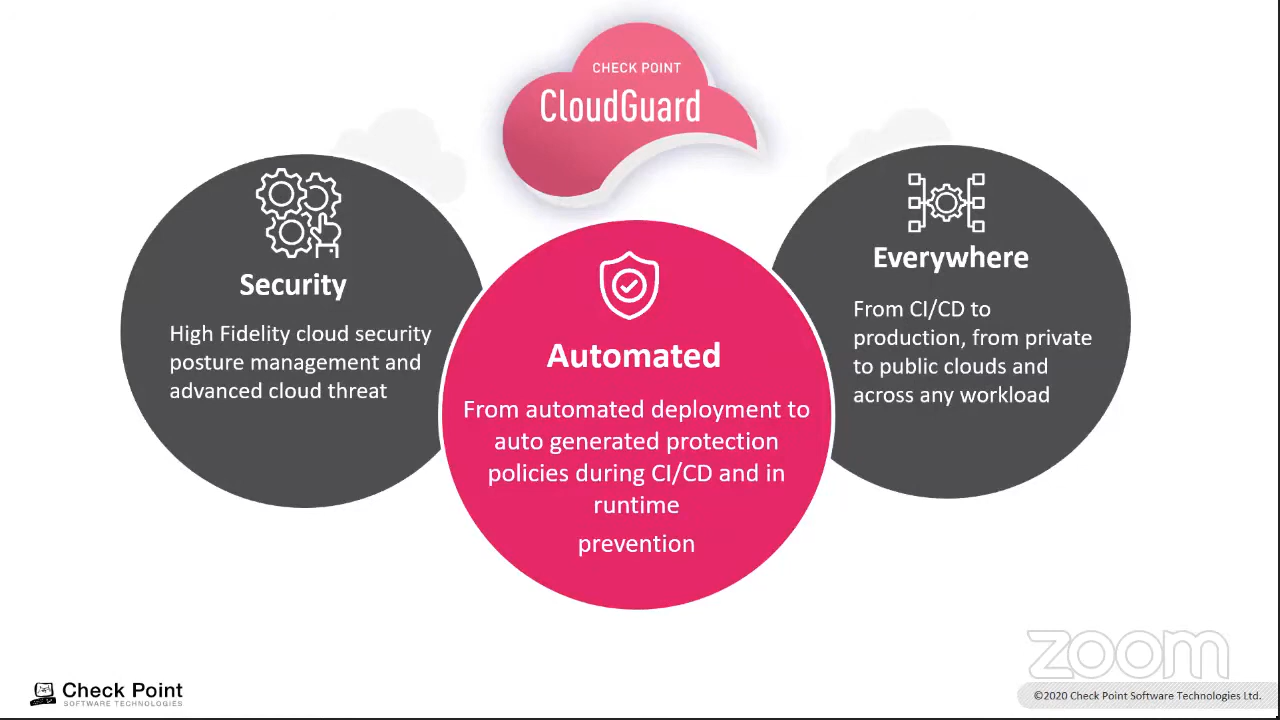 CHECK POINT
CloudGuard
Security
High Fidelity cloud security
posture management and
advanced cloud threat
Automated
From automated deployment to
auto generated protection
policies during CI/CD and in
runtime
prevention
Everywhere
From CI/CD to
production, from private
to public clouds and
across any workload
zoom
Check Point
SOFTWARE TECHNOLOGIES
©2020 Check Point Software Technologies Ltd.